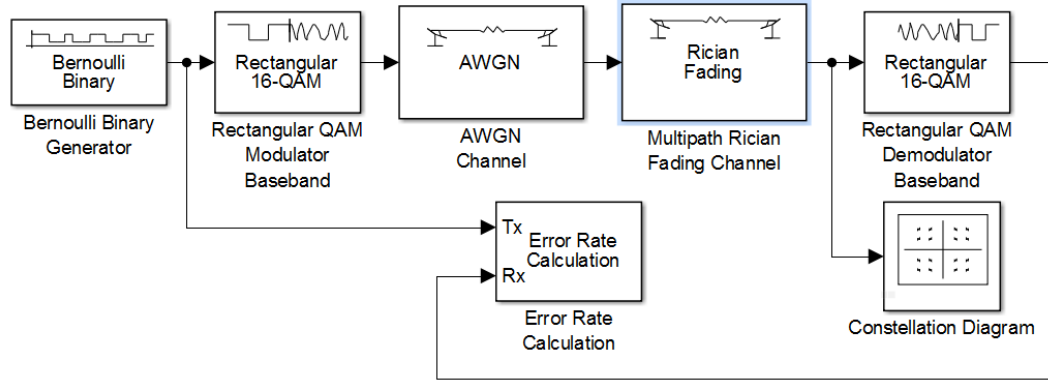 Bernoulli
Binary
Bernoulli Binary
Generator
Rectangular
16-QAM
Rectangular QAM
Modulator
Baseband
AWGN
AWGN
Channel
Rician
Fading
Multipath Rician
Fading Channel
Rectangular
16-QAM
Rectangular QAM
Demodulator
Baseband
Tx
Error Rate
Calculation
Rx
Error Rate
Calculation
Constellation Diagram